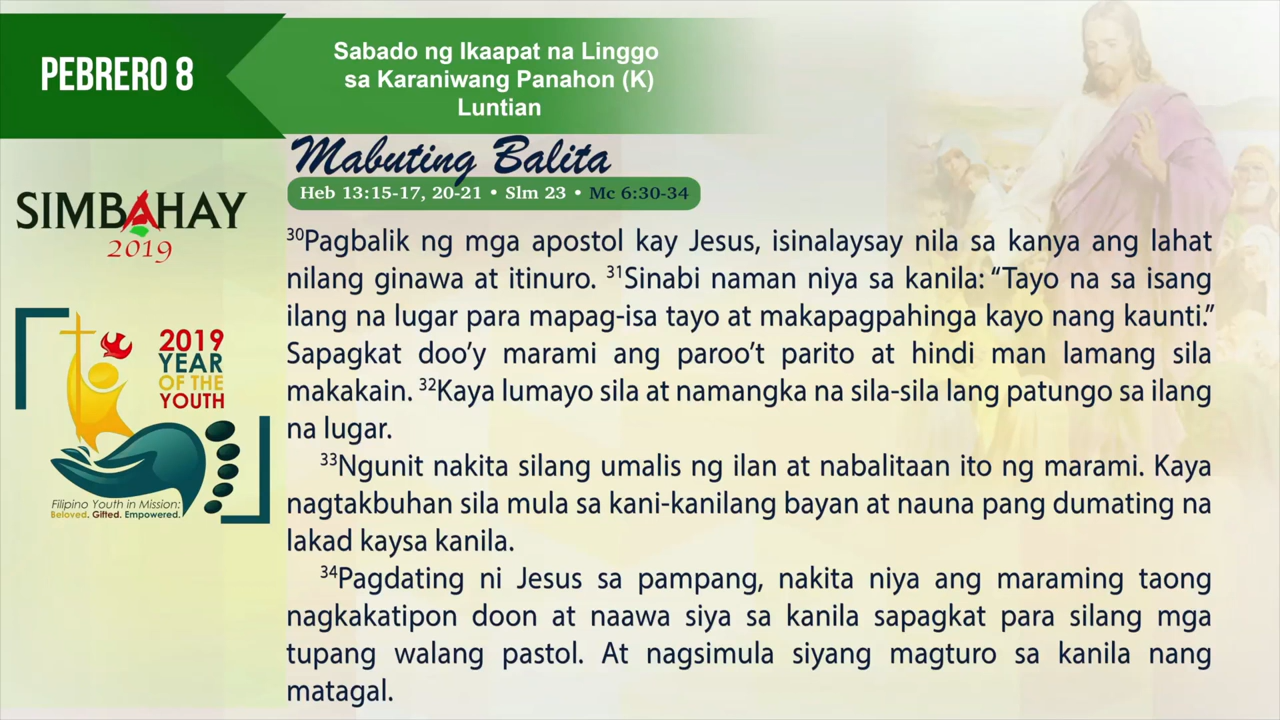 PEBRERO 8
Sabado ng Ikaapat na Linggo
sa Karaniwang Panahon (K)
Luntian
Mabuting Balita
Heb 13:15-17, 20-21 • Slm 23 • Mc 6:30-34
SIMBAHAY
2019
2019
YEAR
OF THE
YOUTH
Filipino Youth in Mission:
Beloved. Gifted. Empowered.
³⁰Pagbalik ng mga apostol kay Jesus, isinalaysay nila sa kanya ang lahat
nilang ginawa at itinuro. ³¹Sinabi naman niya sa kanila: “Tayo na sa isang
ilang na lugar para mapag-isa tayo at makapagpahinga kayo nang kaunti.”
Sapagkat doo’y marami ang paroo’t parito at hindi man lamang sila
makakain. ³²Kaya lumayo sila at namangka na sila-sila lang patungo sa ilang
na lugar.
³³Ngunit nakita silang umalis ng ilan at nabalitaan ito ng marami. Kaya
nagtakbuhan sila mula sa kani-kanilang bayan at nauna pang dumating na
lakad kaysa kanila.
³⁴Pagdating ni Jesus sa pampang, nakita niya ang maraming taong
nagkakatipon doon at naawa siya sa kanila sapagkat para silang mga
tupang walang pastol. At nagsimula siyang magturo sa kanila nang
matagal.